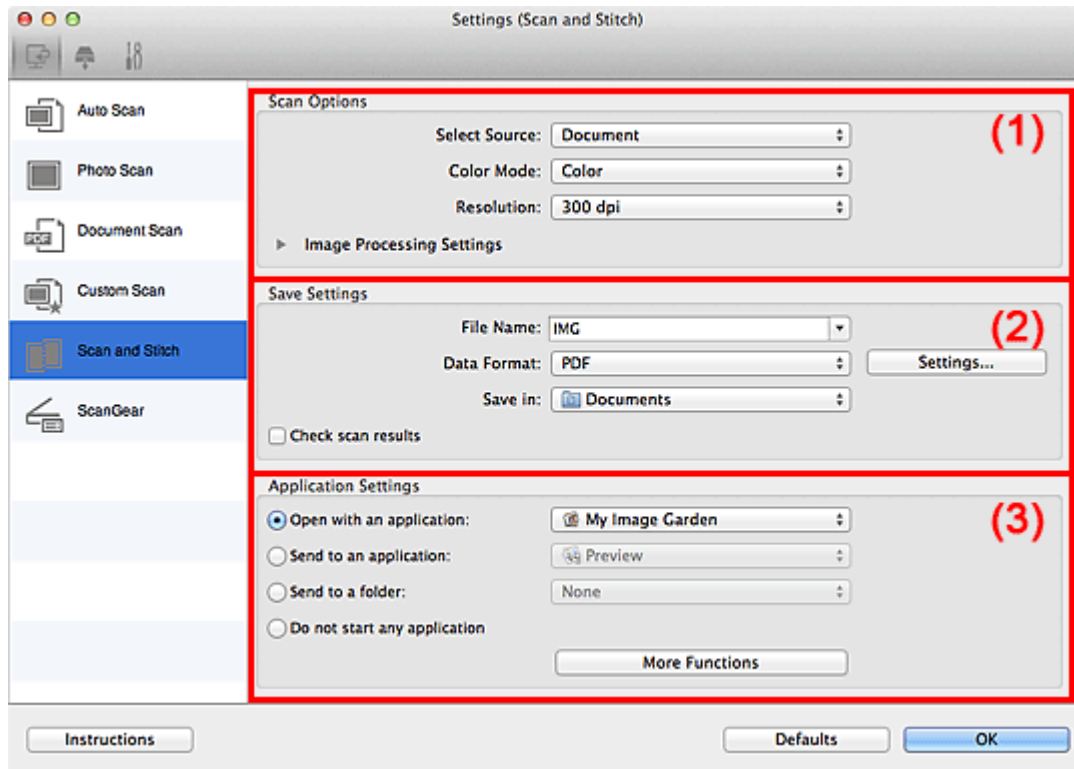 Settings (Scan and Stitch)
Auto Scan
Photo Scan
PDF
Document Scan
Custom Scan
Scan and Stitch
ScanGear
Scan Options
(1)
Select Source: Document
Color Mode: Color
Resolution: 300 dpi
Image Processing Settings
Save Settings
(2)
File Name: IMG
Data Format: PDF Settings...
Save in: Documents
Check scan results
Application Settings
(3)
Open with an application: My Image Garden
Send to an application: Preview
Send to a folder: None
Do not start any application
More Functions
Instructions Defaults OK